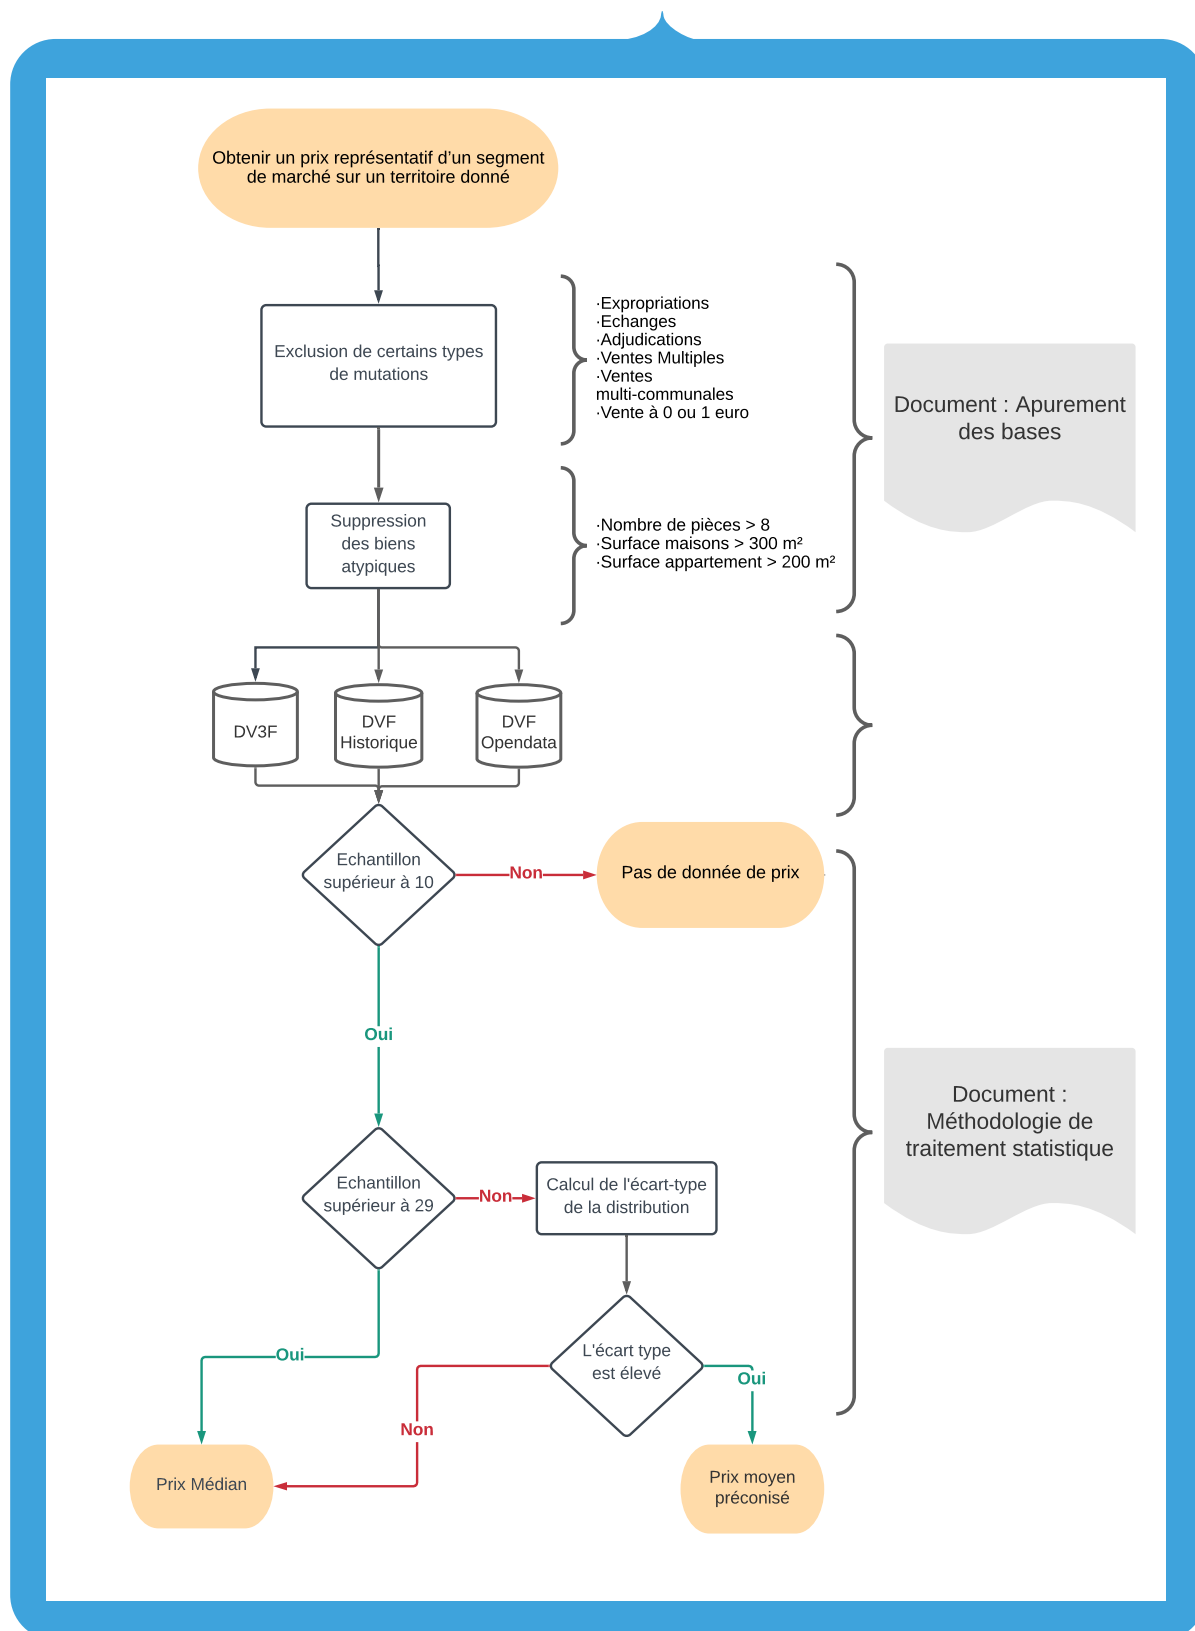 Obtenir un prix représentatif d’un segment
de marché sur un territoire donné
Exclusion de certains types
de mutations
·Expropriations
·Echanges
·Adjudications
·Ventes Multiples
·Ventes
multi-communales
·Vente à 0 ou 1 euro
Document : Apurement
des bases
Suppression
des biens
atypiques
·Nombre de pièces > 8
·Surface maisons > 300 m²
·Surface appartement > 200 m²
DV3F
DVF
Historique
DVF
Opendata
Echantillon
supérieur à 10
Non
Pas de donnée de prix
Oui
Echantillon
supérieur à 29
Non
Calcul de l'écart-type
de la distribution
Document :
Méthodologie de
traitement statistique
Oui
L'écart type
est élevé
Oui
Non
Prix Médian
Prix moyen
préconisé